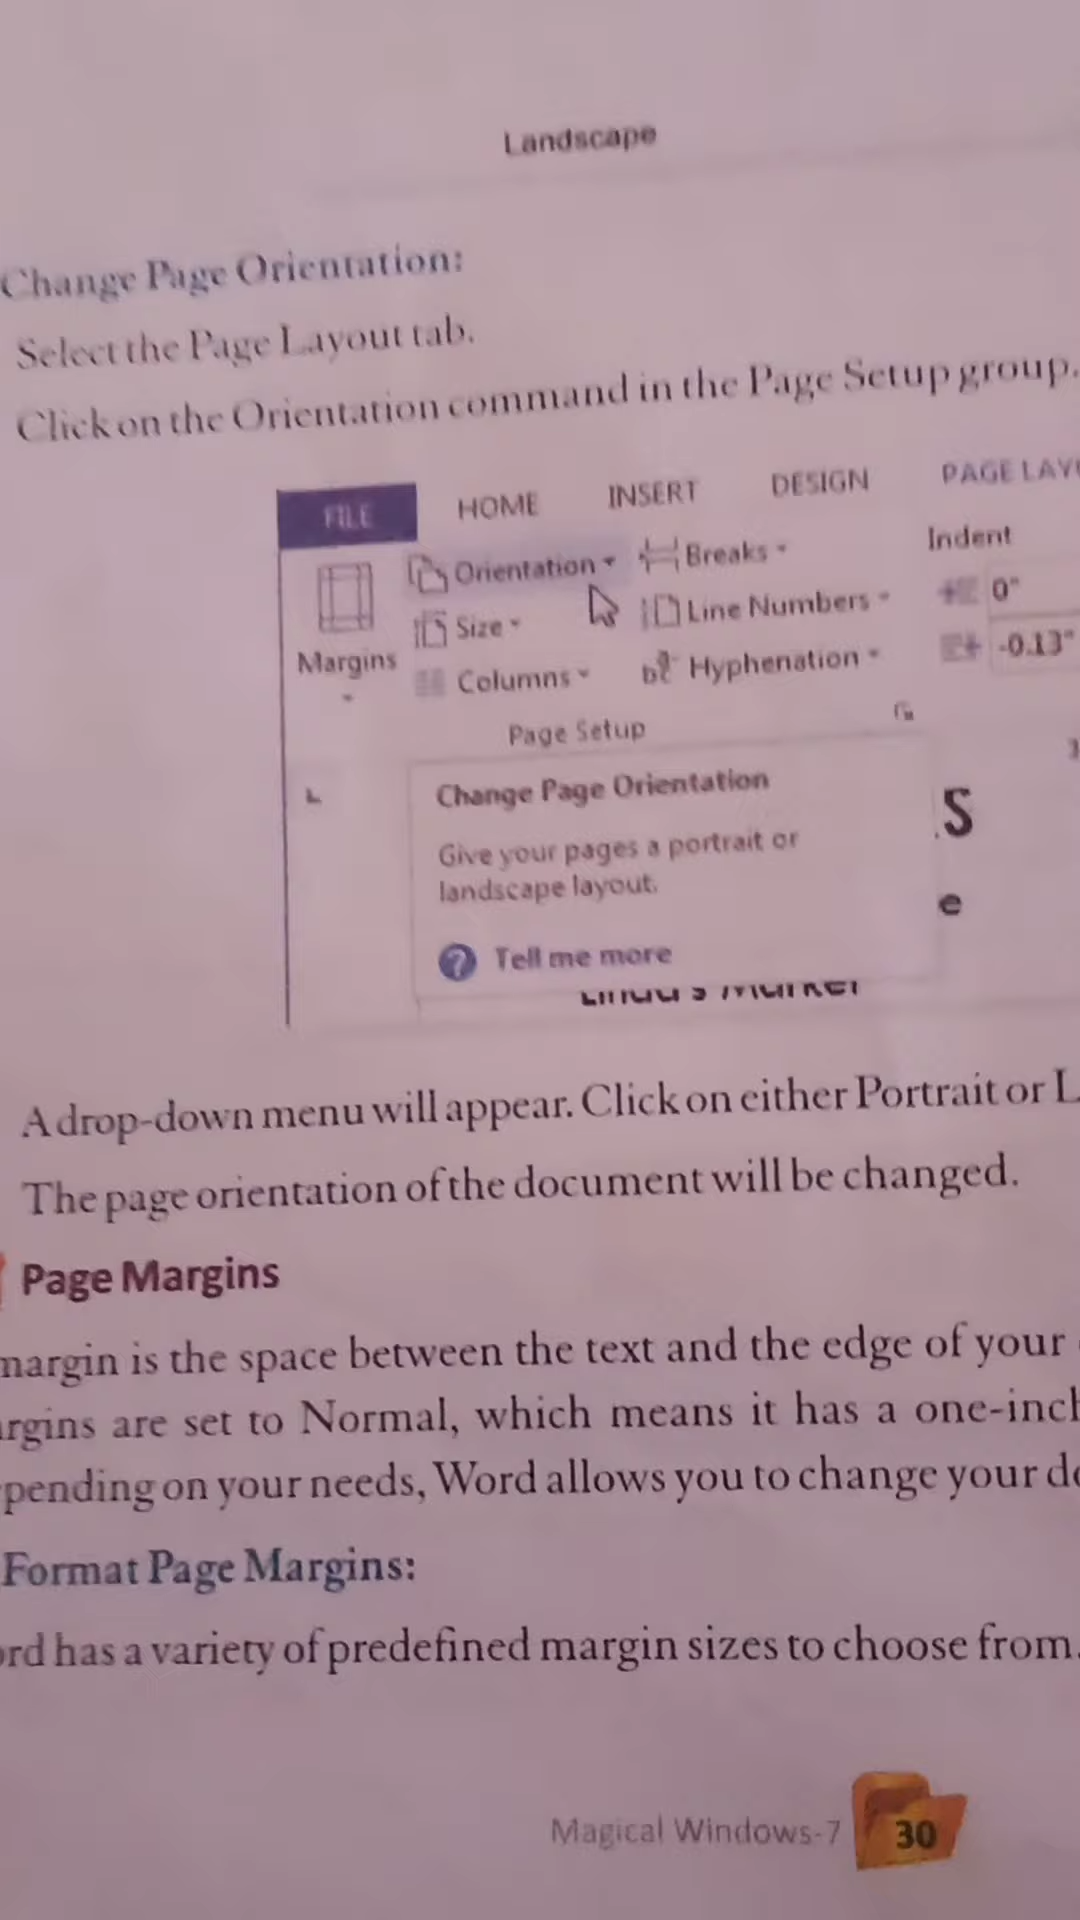 Landscape
Change Page Orientation:
Select the Page Layout tab.
Click on the Orientation command in the Page Setup group.
FILE HOME INSERT DESIGN PAGE LAY
Orientation Breaks Indent
Size Line Numbers 0"
Margins Columns Hyphenation -0.13"
Page Setup
Change Page Orientation
Give your pages a portrait or
landscape layout.
S
e
Tell me more
A drop-down menu will appear. Click on either Portrait or L
The page orientation of the document will be changed.
Page Margins
margin is the space between the text and the edge of your
rgins are set to Normal, which means it has a one-inch
pending on your needs, Word allows you to change your do
Format Page Margins:
ord has a variety of predefined margin sizes to choose from.
Magical Windows-7 30